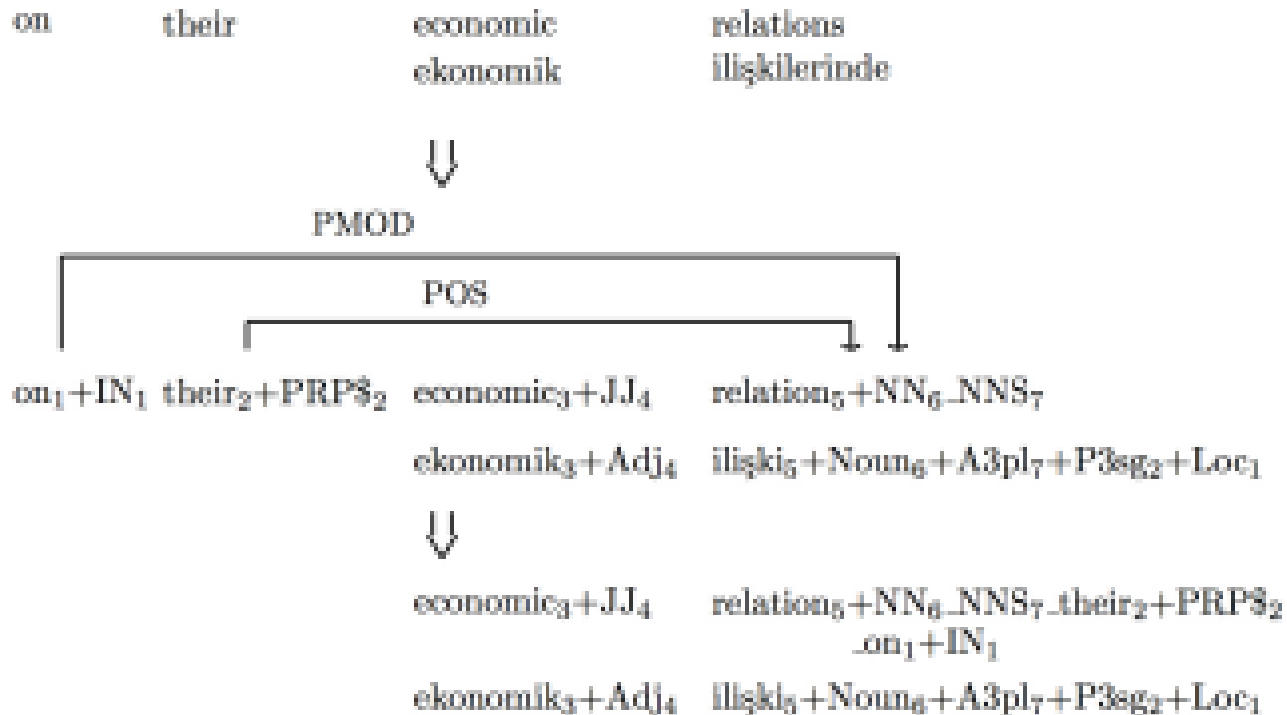 on their economic relations
ekonomik ilişkilerinde
⇓
PMOD
POS
on₁+IN₁ their₂+PRP$₂ economic₃+JJ₄ relation₅+NN₆_NNS₇
ekonomik₃+Adj₄ ilişki₅+Noun₆+A3pl₇+P3sg₂+Loc₁
⇓
economic₃+JJ₄ relation₅+NN₆_NNS₇_their₂+PRP$₂
_on₁+IN₁
ekonomik₃+Adj₄ ilişki₅+Noun₆+A3pl₇+P3sg₂+Loc₁